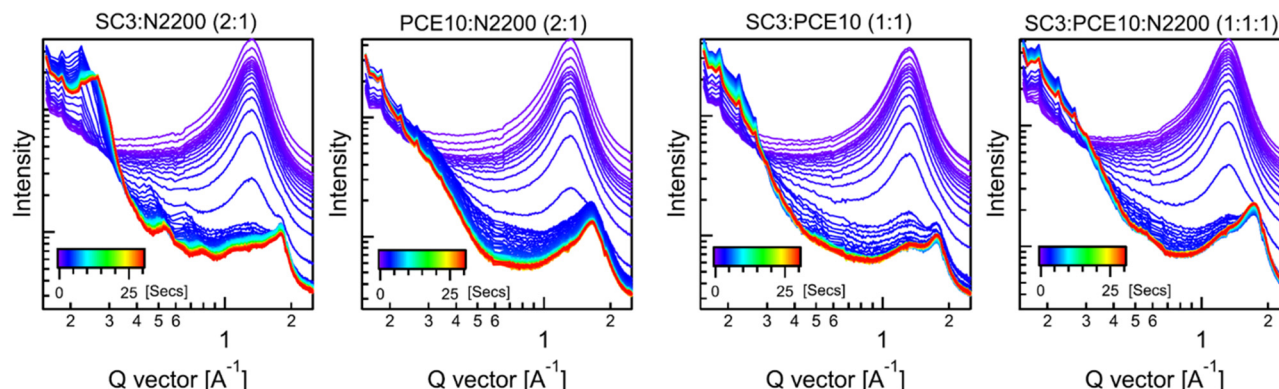 SC3:N2200 (2:1)
Intensity
0 25 [Secs]
2 3 4 5 6 1 2
Q vector [A⁻¹]
PCE10:N2200 (2:1)
Intensity
0 25 [Secs]
2 3 4 5 6 1 2
Q vector [A⁻¹]
SC3:PCE10 (1:1)
Intensity
0 25 [Secs]
2 3 4 5 6 1 2
Q vector [A⁻¹]
SC3:PCE10:N2200 (1:1:1)
Intensity
0 25 [Secs]
2 3 4 5 6 1 2
Q vector [A⁻¹]